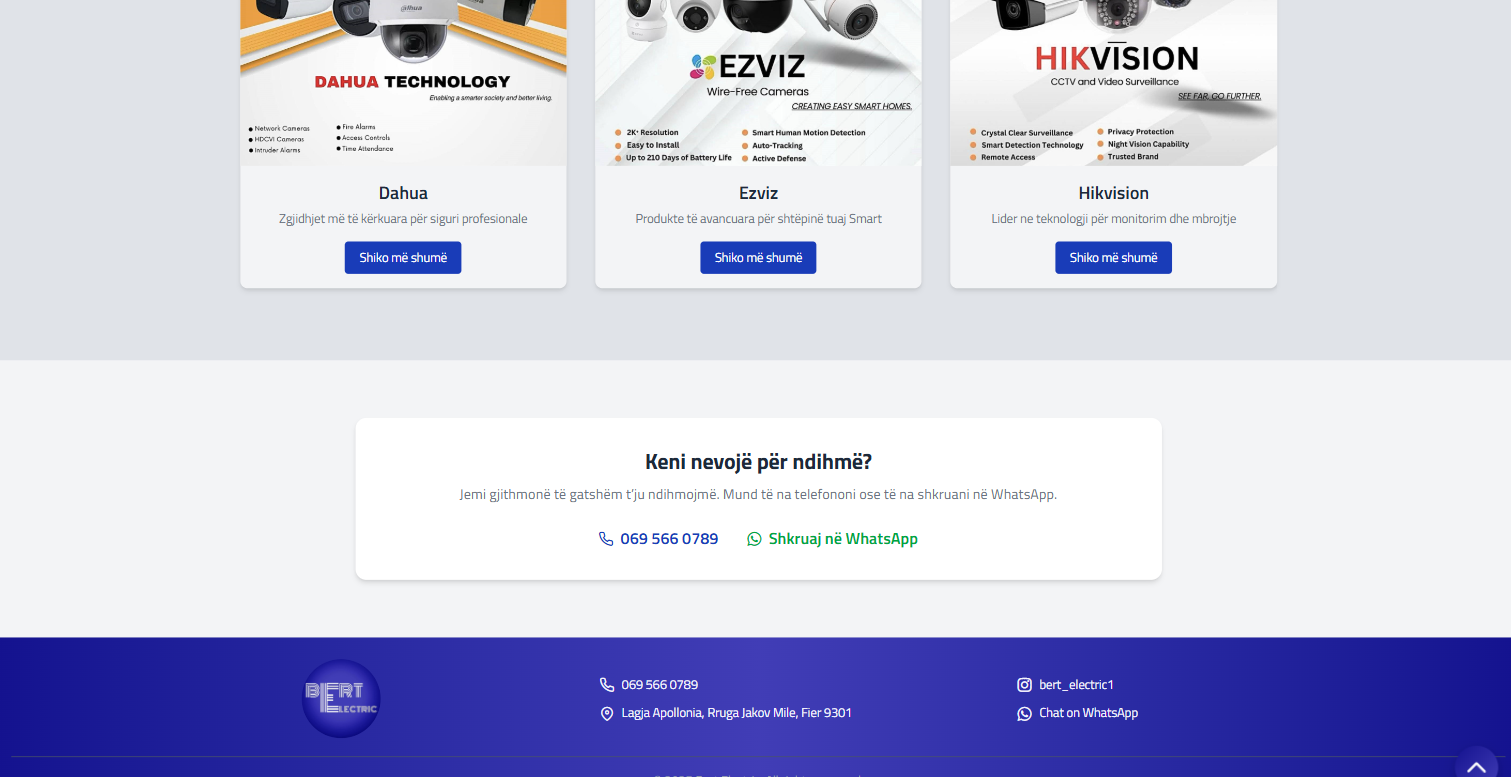 alhua
DAHUA TECHNOLOGY
Enabling a smarter society and better living.
Network Cameras
HDCVI Cameras
Intruder Alarms
Fire Alarms
Access Controls
Time Attendance
Dahua
Zgjidhjet më të kërkuara për siguri profesionale
Shiko më shumë
EZVIZ
Wire-Free Cameras
CREATING EASY SMART HOMES.
2K+ Resolution
Easy to Install
Up to 210 Days of Battery Life
Smart Human Motion Detection
Auto-Tracking
Active Defense
Ezviz
Produkte të avancuara për shtëpinë tuaj Smart
Shiko më shumë
HIKVISION
CCTV and Video Surveillance
SEE FAR, GO FURTHER.
Crystal Clear Surveillance
Smart Detection Technology
Remote Access
Privacy Protection
Night Vision Capability
Trusted Brand
Hikvision
Lider ne teknologji për monitorim dhe mbrojtje
Shiko më shumë
Keni nevojë për ndihmë?
Jemi gjithmonë të gatshëm t'ju ndihmojmë. Mund të na telefononi ose të na shkruani në WhatsApp.
069 566 0789
Shkruaj në WhatsApp
BERT
ELECTRIC
069 566 0789
Lagja Apollonia, Rruga Jakov Mile, Fier 9301
bert_electric1
Chat on WhatsApp